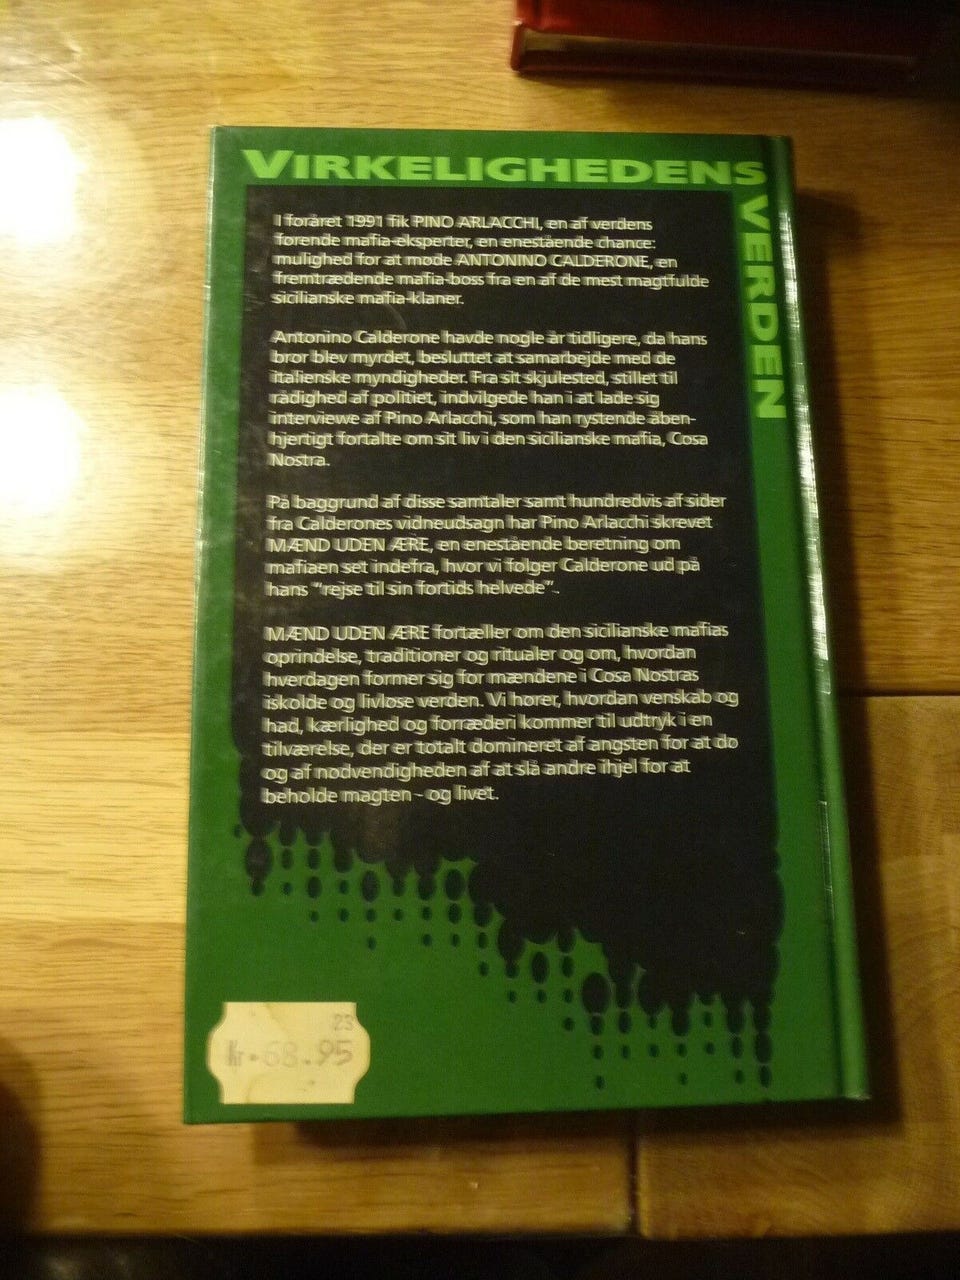 VIRKELIGHEDENS
VERDEN
I foråret 1991 fik PINO ARLACCHI, en af verdens
førende mafia-eksperter, en enestående chance:
mulighed for at møde ANTONINO CALDERONE, en
fremtrædende mafia-boss fra en af de mest magtfulde
sicilianske mafia-klaner.
Antonino Calderone havde nogle år tidligere, da hans
bror blev myrdet, besluttet at samarbejde med de
italienske myndigheder. Fra sit skjulested, stillet til
rådighed af politiet, indvilgede han i at lade sig
interviewe af Pino Arlacchi, som han rystende åben-
hjertigt fortalte om sit liv i den sicilianske mafia, Cosa
Nostra.
På baggrund af disse samtaler samt hundredvis af sider
fra Calderones vidneudsagn har Pino Arlacchi skrevet
MÆND UDEN ÆRE, en enestående beretning om
mafiaen set indefra, hvor vi følger Calderone ud på
hans "rejse til sin fortids helvede".
MÆND UDEN ÆRE fortæller om den sicilianske mafias
oprindelse, traditioner og ritualer og om, hvordan
hverdagen former sig for mændene i Cosa Nostras
iskolde og livløse verden. Vi hører, hvordan venskab og
had, kærlighed og forræderi kommer til udtryk i en
tilværelse, der er totalt domineret af angsten for at dø
og af nødvendigheden af at slå andre ihjel for at
beholde magten - og livet.
23
Kr. 68.95